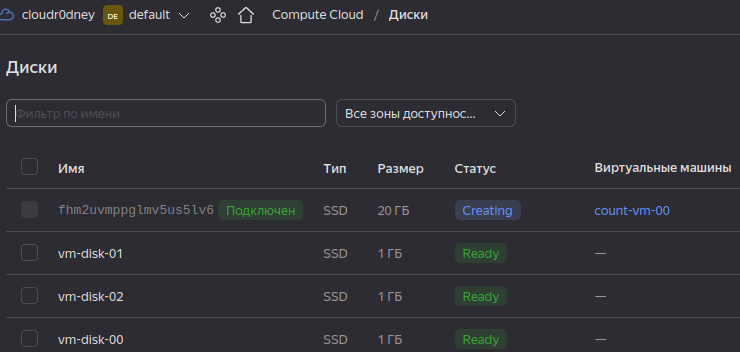 cloudr0dney DE default Compute Cloud / Диски
Диски
Фильтр по имени Все зоны доступнос...
Имя Тип Размер Статус Виртуальные машины
fhm2uvmppglmv5us5lv6 Подключен SSD 20 ГБ Creating count-vm-00
vm-disk-01 SSD 1 ГБ Ready —
vm-disk-02 SSD 1 ГБ Ready —
vm-disk-00 SSD 1 ГБ Ready —